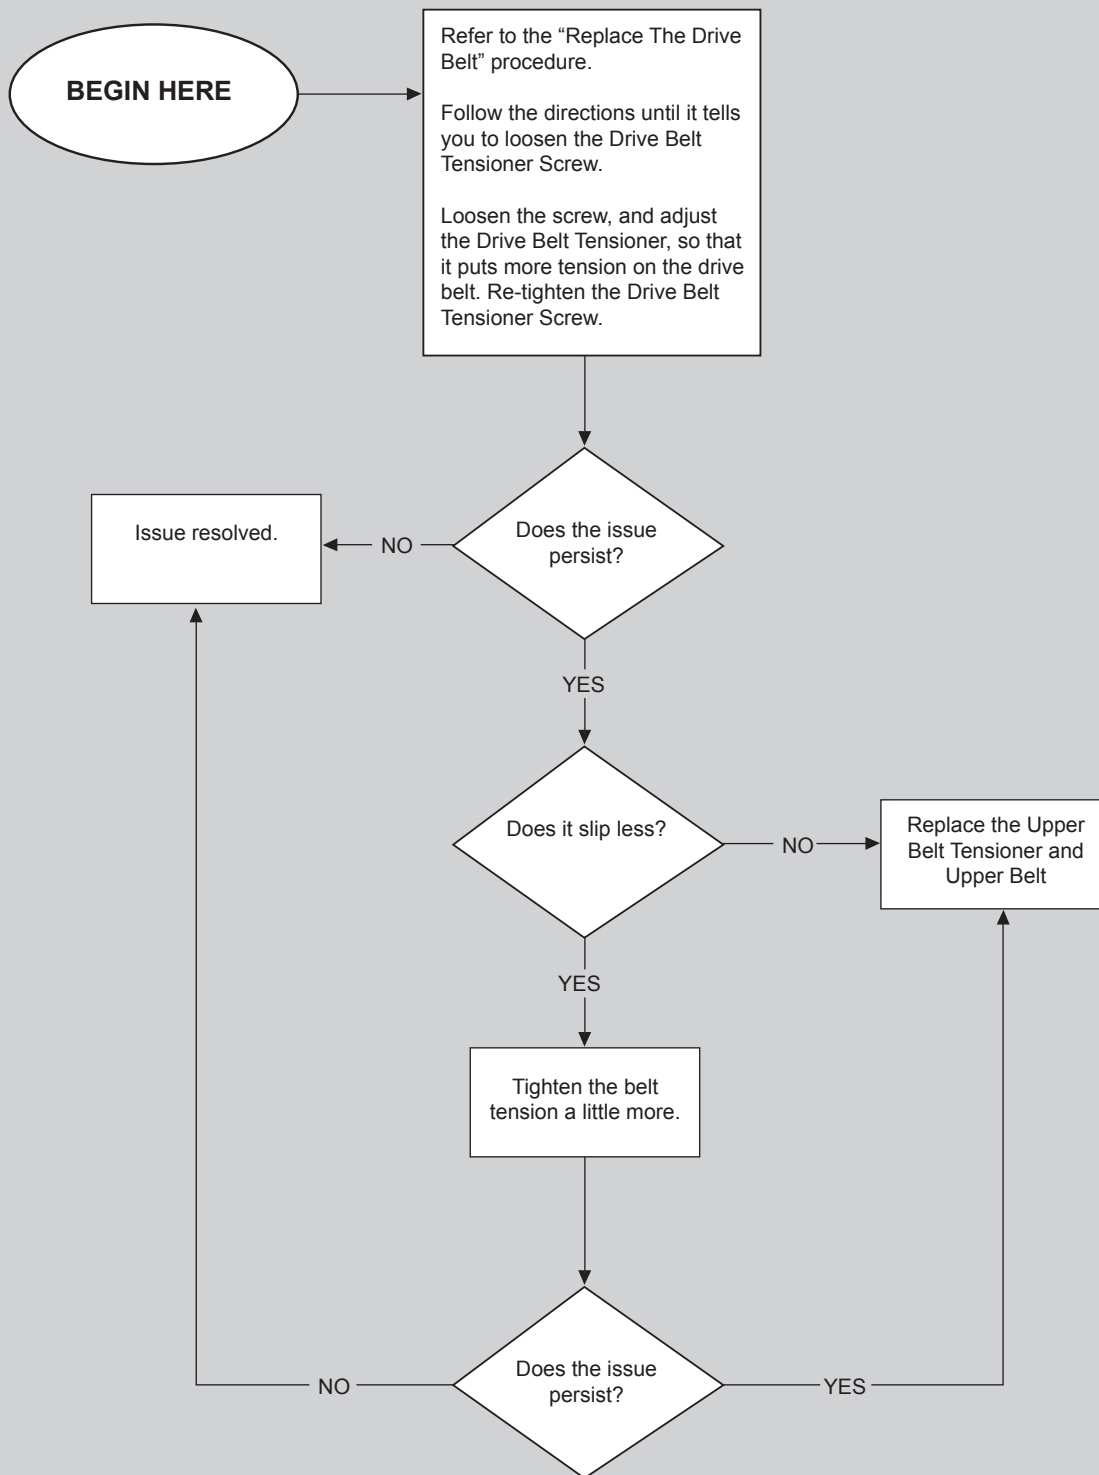 BEGIN HERE
Refer to the “Replace The Drive
Belt” procedure.
Follow the directions until it tells
you to loosen the Drive Belt
Tensioner Screw.
Loosen the screw, and adjust
the Drive Belt Tensioner, so that
it puts more tension on the drive
belt. Re-tighten the Drive Belt
Tensioner Screw.
Does the issue
persist?
NO
Issue resolved.
YES
Does it slip less?
NO
Replace the Upper
Belt Tensioner and
Upper Belt
YES
Tighten the belt
tension a little more.
Does the issue
persist?
NO
YES